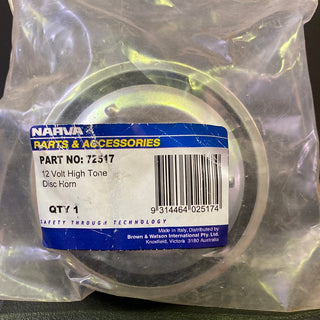 NARVA
PARTS & ACCESSORIES
PART NO: 72517
12 Volt High Tone
Disc Horn
9 314464 025174
QTY 1
SAFETY THROUGH TECHNOLOGY
Made in Italy, Distributed by
Brown & Watson International Pty. Ltd.
Knoxfield, Victoria 3180 Australia